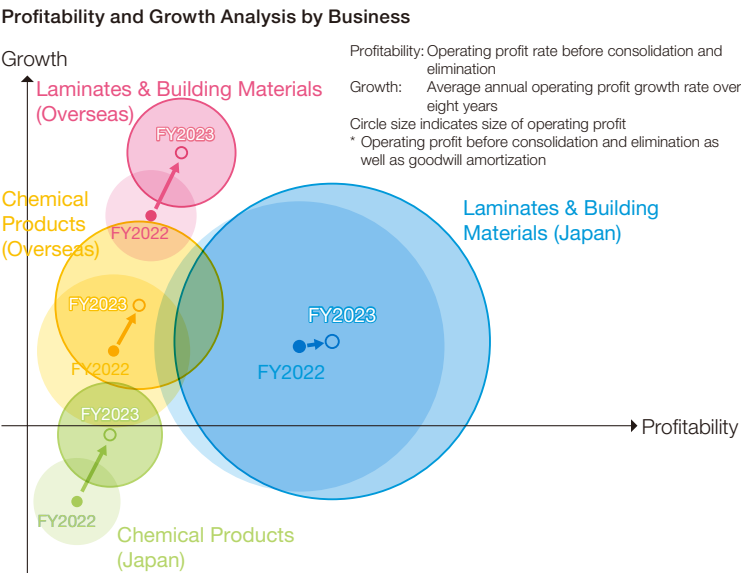 Profitability and Growth Analysis by Business
Growth
Profitability: Operating profit rate before consolidation and
elimination
Growth: Average annual operating profit growth rate over
eight years
Circle size indicates size of operating profit
* Operating profit before consolidation and elimination as
well as goodwill amortization
Laminates & Building Materials
(Overseas)
FY2023
FY2022
Chemical
Products
(Overseas)
FY2023
FY2022
Laminates & Building
Materials (Japan)
FY2023
FY2022
FY2023
FY2022
Chemical Products
(Japan)
Profitability